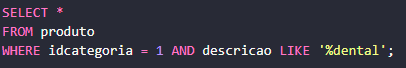 SELECT *
FROM produto
WHERE idcategoria = 1 AND descricao LIKE '%dental';